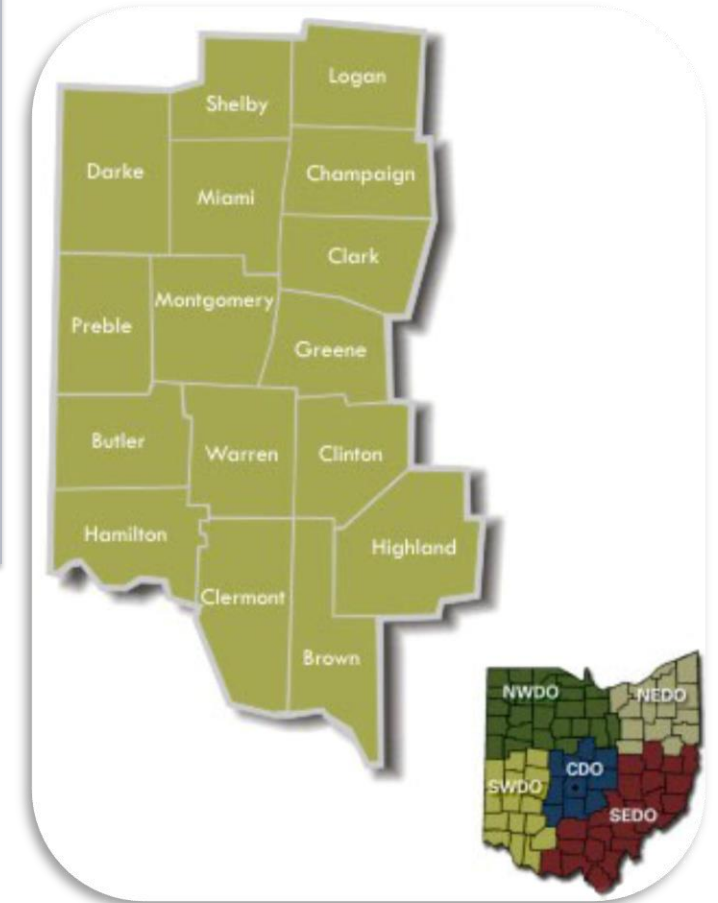 Logan
Shelby
Darke
Champaign
Miami
Clark
Montgomery
Preble
Greene
Butler
Warren
Clinton
Hamilton
Highland
Clermont
Brown
NWDO
NEDO
CDO
SWDO
SEDO